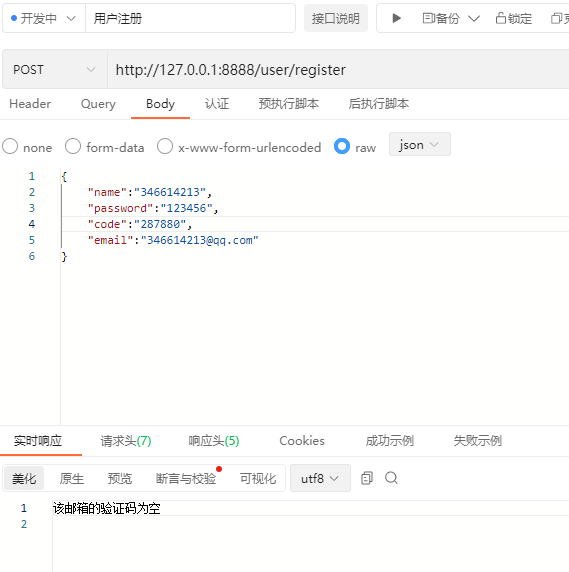 开发中 用户注册 接口说明 备份 锁定
POST http://127.0.0.1:8888/user/register
Header Query Body 认证 预执行脚本 后执行脚本
none form-data x-www-form-urlencoded raw json
1 {
2 "name":"346614213",
3 "password":"123456",
4 "code":"287880",
5 "email":"346614213@qq.com"
6 }
实时响应 请求头(7) 响应头(5) Cookies 成功示例 失败示例
美化 原生 预览 断言与校验 可视化 utf8
1 该邮箱的验证码为空
2